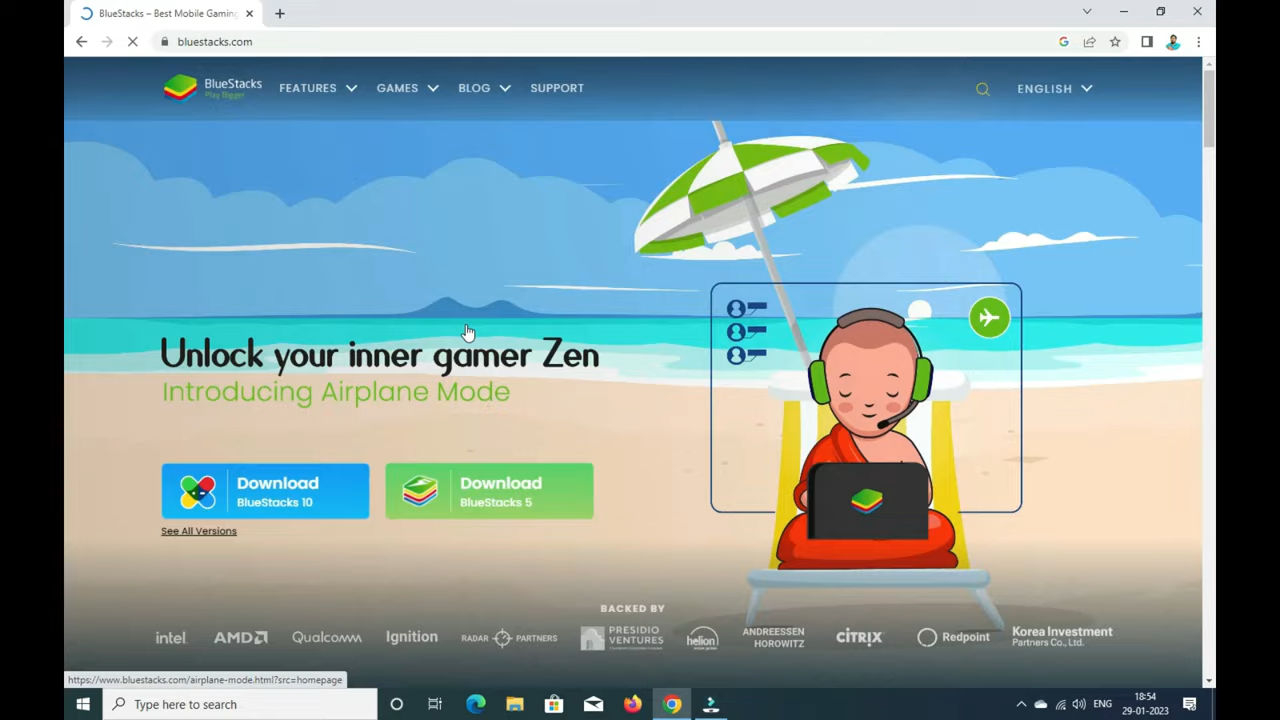 BlueStacks – Best Mobile Gaming
bluestacks.com
BlueStacks
Play Bigger
FEATURES
GAMES
BLOG
SUPPORT
ENGLISH
Unlock your inner gamer Zen
Introducing Airplane Mode
Download
BlueStacks 10
Download
BlueStacks 5
See All Versions
BACKED BY
intel
AMD
Qualcomm
Ignition
RADAR PARTNERS
PRESIDIO
VENTURES
helion
ANDREESSEN
HOROWITZ
CITRIX
Redpoint
Korea Investment
Partners Co., Ltd.
https://www.bluestacks.com/airplane-mode.html?src=homepage
Type here to search
ENG
18:54
29-01-2023